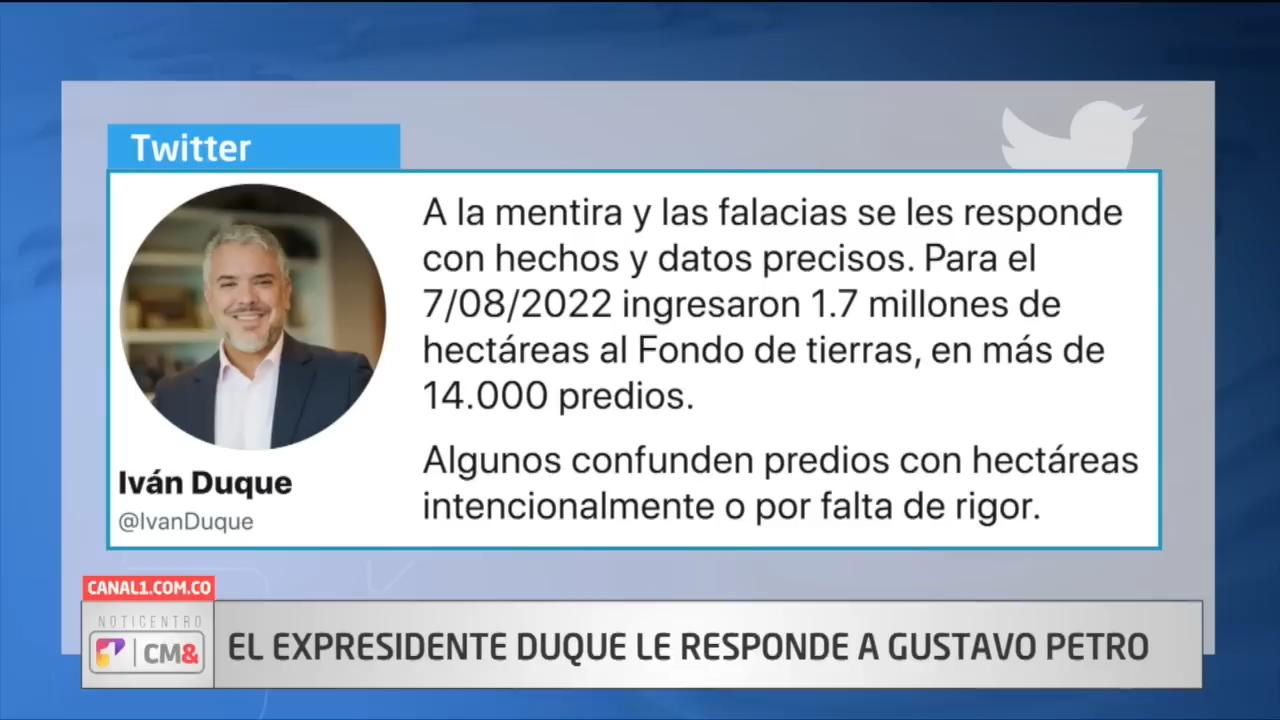 Twitter
A la mentira y las falacias se les responde
con hechos y datos precisos. Para el
7/08/2022 ingresaron 1.7 millones de
hectáreas al Fondo de tierras, en más de
14.000 predios.
Algunos confunden predios con hectáreas
intencionalmente o por falta de rigor.
Iván Duque
@IvanDuque
CANAL1.COM.CO
NOTICENTRO
1 | CM&
EL EXPRESIDENTE DUQUE LE RESPONDE A GUSTAVO PETRO